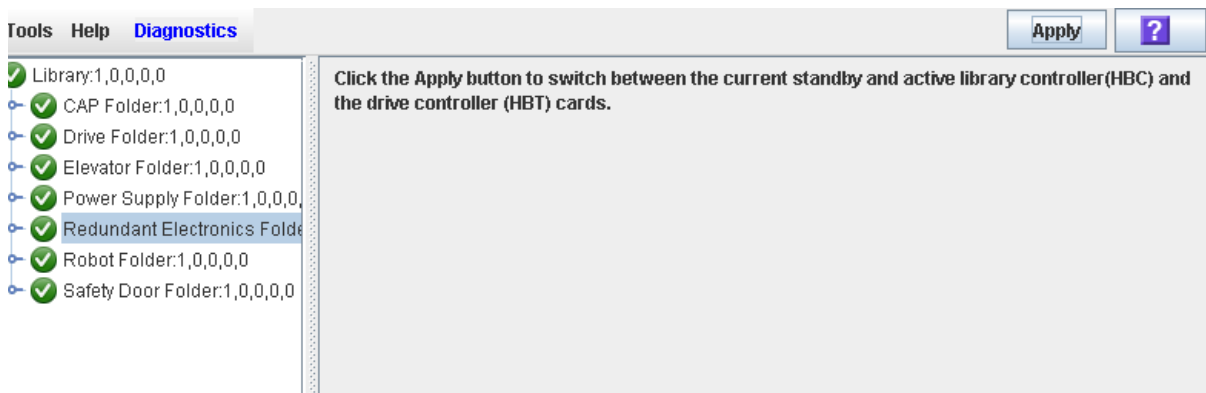 Tools Help Diagnostics
Apply ?
Library:1,0,0,0,0
CAP Folder:1,0,0,0,0
Drive Folder:1,0,0,0,0
Elevator Folder:1,0,0,0,0
Power Supply Folder:1,0,0,0,
Redundant Electronics Folde
Robot Folder:1,0,0,0,0
Safety Door Folder:1,0,0,0,0
Click the Apply button to switch between the current standby and active library controller(HBC) and
the drive controller (HBT) cards.